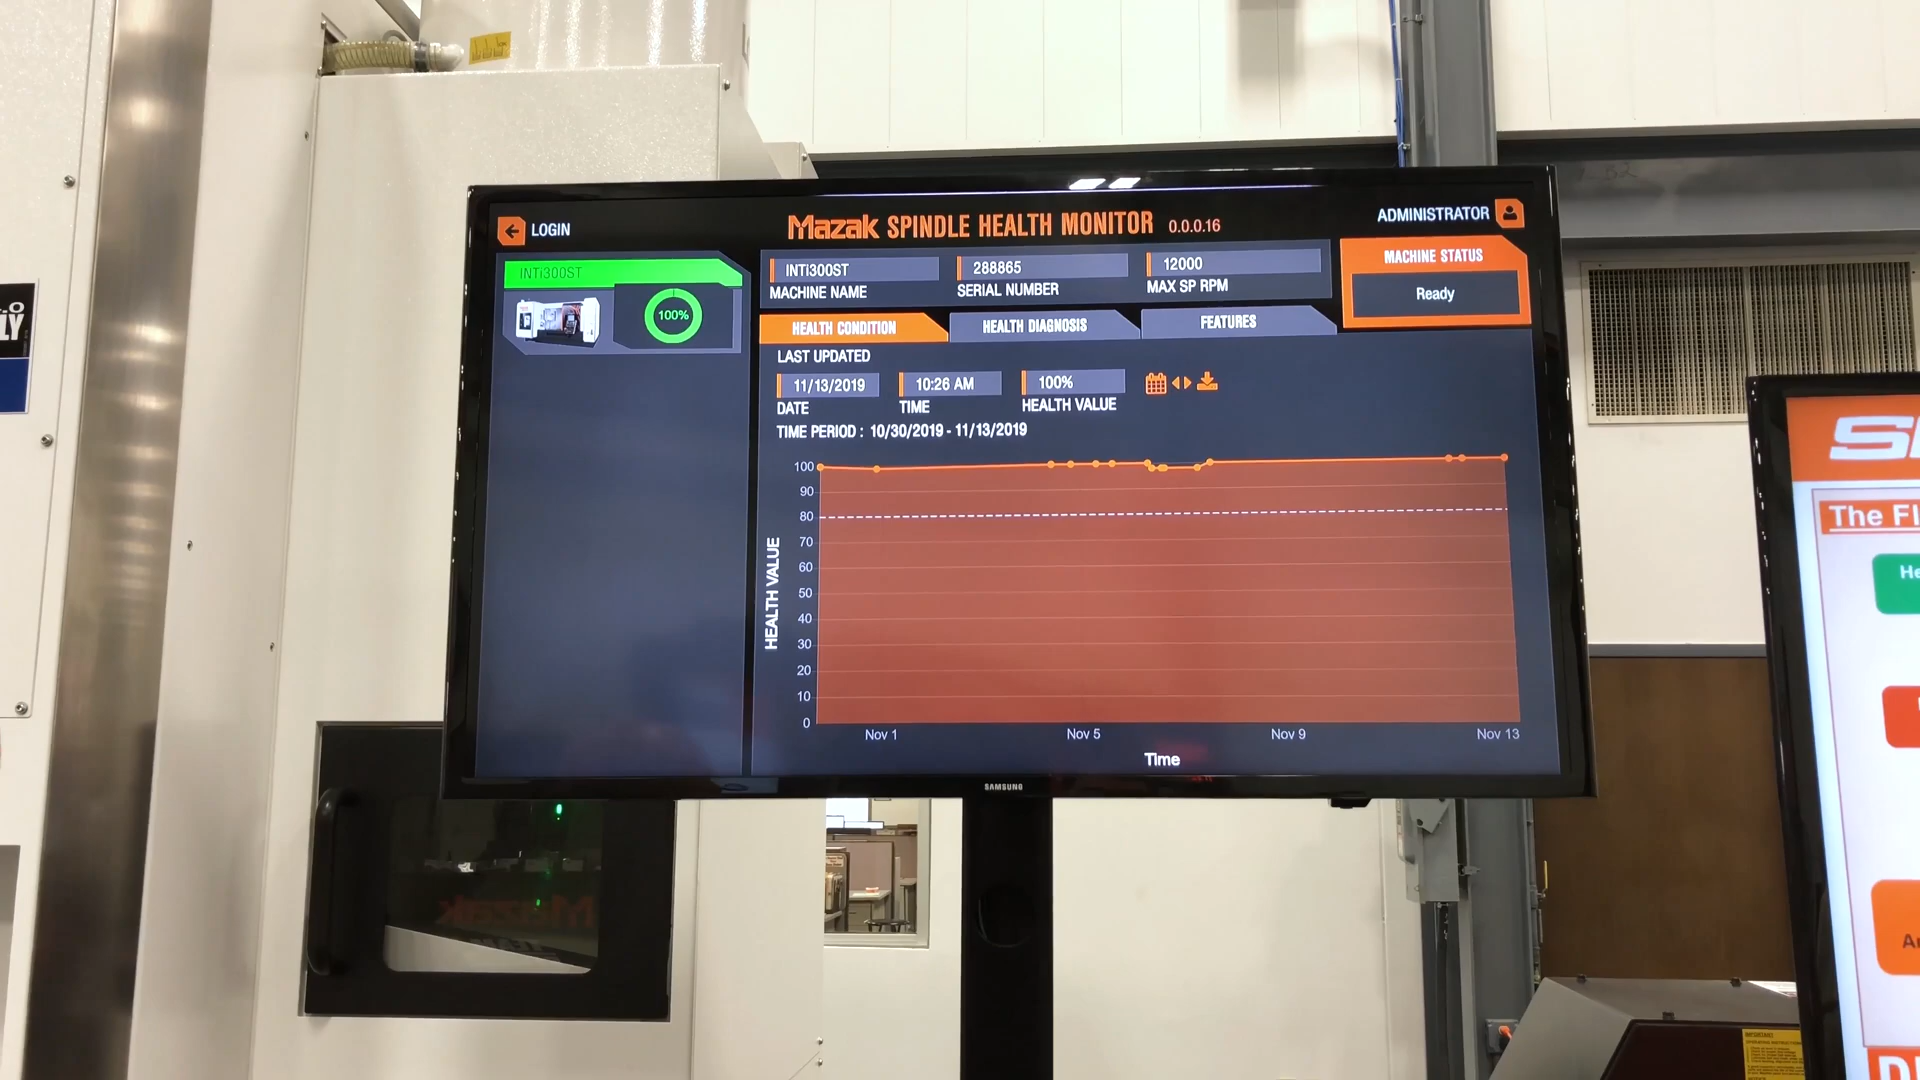 LOGIN
Mazak SPINDLE HEALTH MONITOR 0.0.0.16
ADMINISTRATOR
INTi300ST
100%
INTi300ST
MACHINE NAME
288865
SERIAL NUMBER
12000
MAX SP RPM
MACHINE STATUS
Ready
HEALTH CONDITION
HEALTH DIAGNOSIS
FEATURES
LAST UPDATED
11/13/2019
DATE
10:26 AM
TIME
100%
HEALTH VALUE
TIME PERIOD : 10/30/2019 - 11/13/2019
HEALTH VALUE
100
90
80
70
60
50
40
30
20
10
0
Nov 1
Nov 5
Nov 9
Nov 13
Time
SAMSUNG
The Fl
He
IMPORTANT